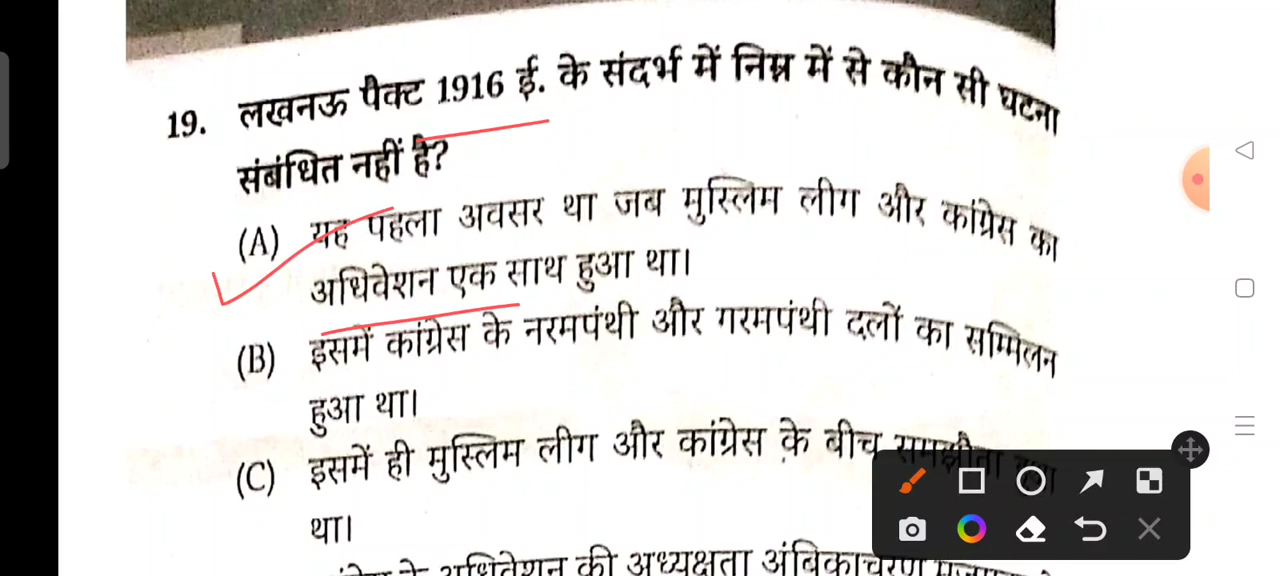 19. लखनऊ पैक्ट 1916 ई. के संदर्भ में निम्न में से कौन सी घटना
संबंधित नहीं है?
(A) यह पहला अवसर था जब मुस्लिम लीग और कांग्रेस का
अधिवेशन एक साथ हुआ था।
(B) इसमें कांग्रेस के नरमपंथी और गरमपंथी दलों का सम्मिलन
हुआ था।
(C) इसमें ही मुस्लिम लीग और कांग्रेस के बीच समझौता
था।
के अधिवेशन की अध्यक्षता अंबिकाचरण